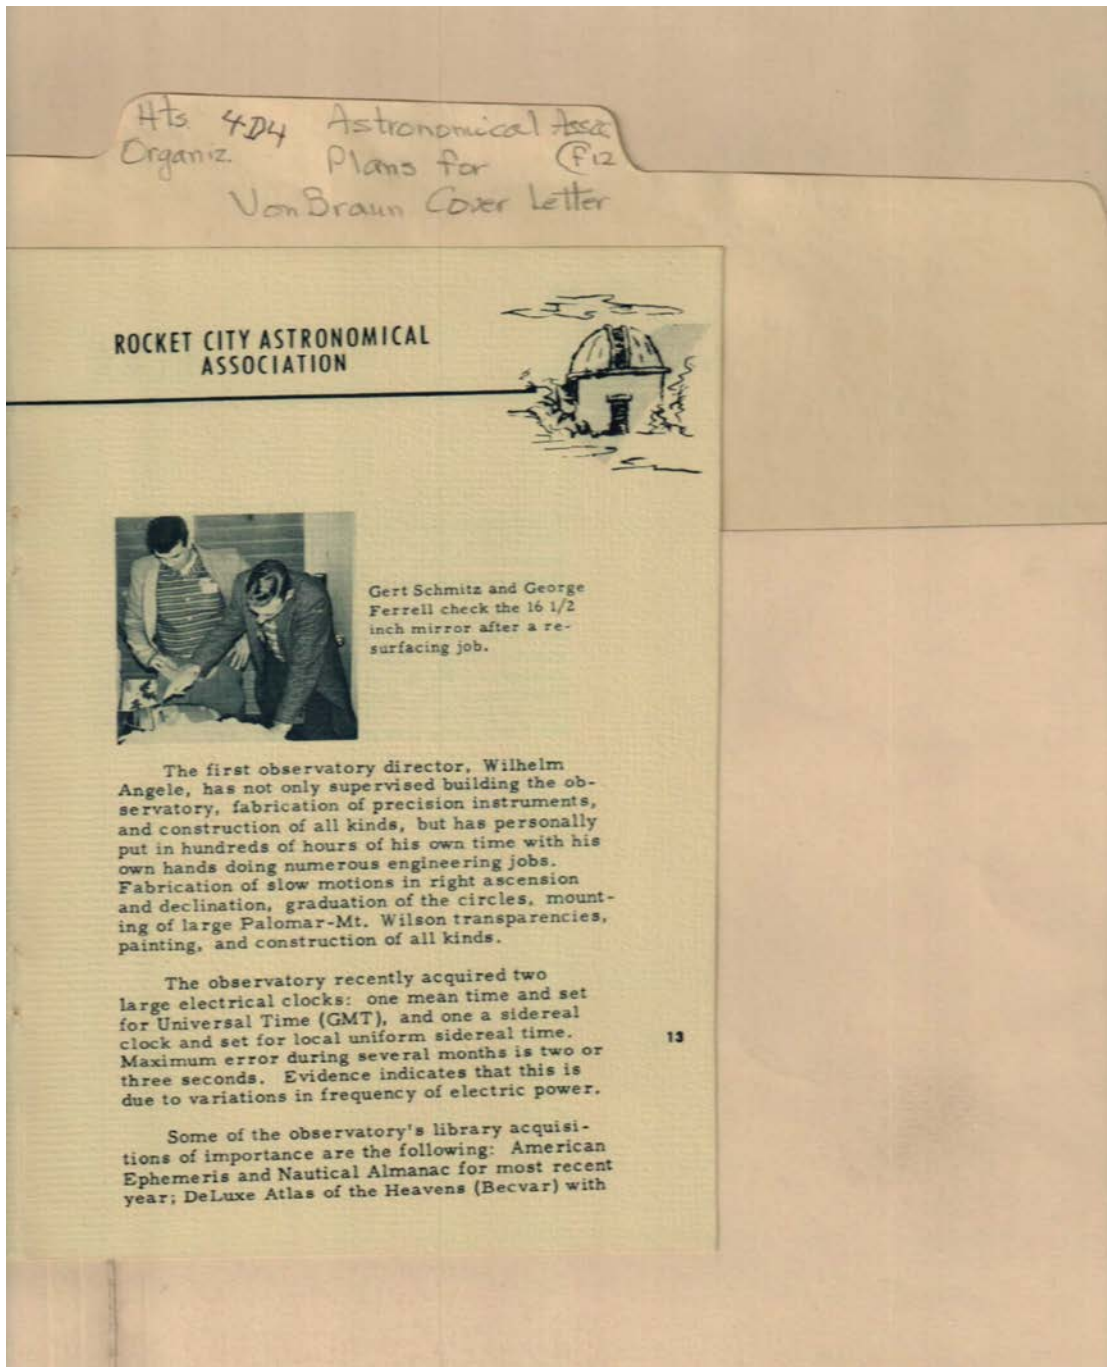 Hts. 4D4 Astronomical Assoc
Organiz. Plans for F12
Von Braun Cover Letter
ROCKET CITY ASTRONOMICAL
ASSOCIATION
Gert Schmitz and George
Ferrell check the 16 1/2
inch mirror after a re-
surfacing job.
The first observatory director, Wilhelm
Angele, has not only supervised building the ob-
servatory, fabrication of precision instruments,
and construction of all kinds, but has personally
put in hundreds of hours of his own time with his
own hands doing numerous engineering jobs.
Fabrication of slow motions in right ascension
and declination, graduation of the circles, mount-
ing of large Palomar-Mt. Wilson transparencies,
painting, and construction of all kinds.
The observatory recently acquired two
large electrical clocks: one mean time and set
for Universal Time (GMT), and one a sidereal
clock and set for local uniform sidereal time.
Maximum error during several months is two or
three seconds. Evidence indicates that this is
due to variations in frequency of electric power.
13
Some of the observatory's library acquisi-
tions of importance are the following: American
Ephemeris and Nautical Almanac for most recent
year; DeLuxe Atlas of the Heavens (Becvar) with